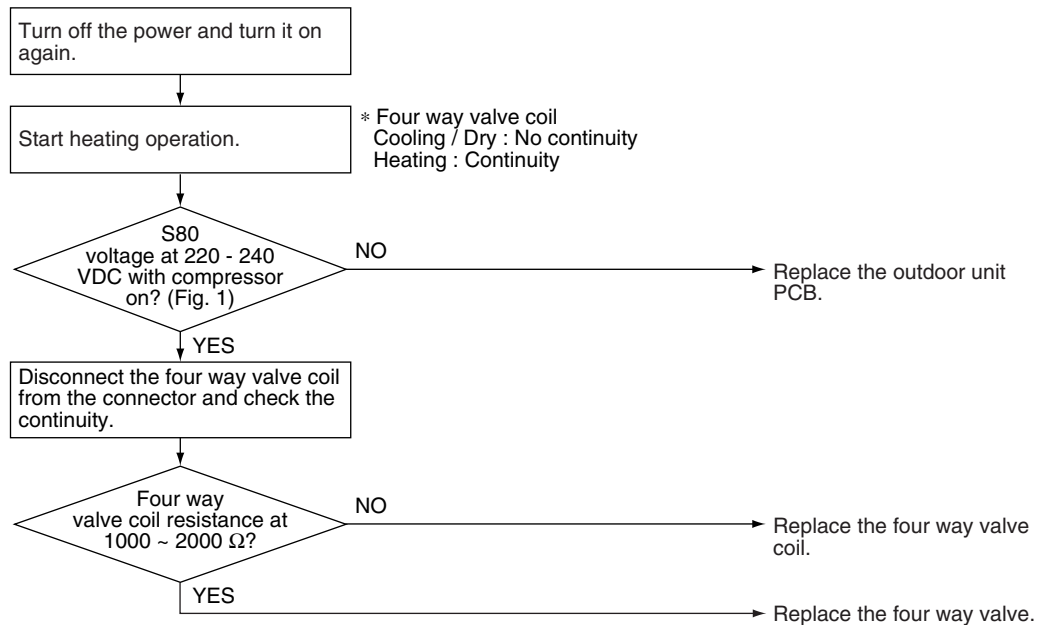 Turn off the power and turn it on
again.
Start heating operation.
* Four way valve coil
Cooling / Dry : No continuity
Heating : Continuity
S80
voltage at 220 - 240
VDC with compressor
on? (Fig. 1)
NO
Replace the outdoor unit
PCB.
YES
Disconnect the four way valve coil
from the connector and check the
continuity.
Four way
valve coil resistance at
1000 ~ 2000 Ω?
NO
Replace the four way valve
coil.
YES
Replace the four way valve.